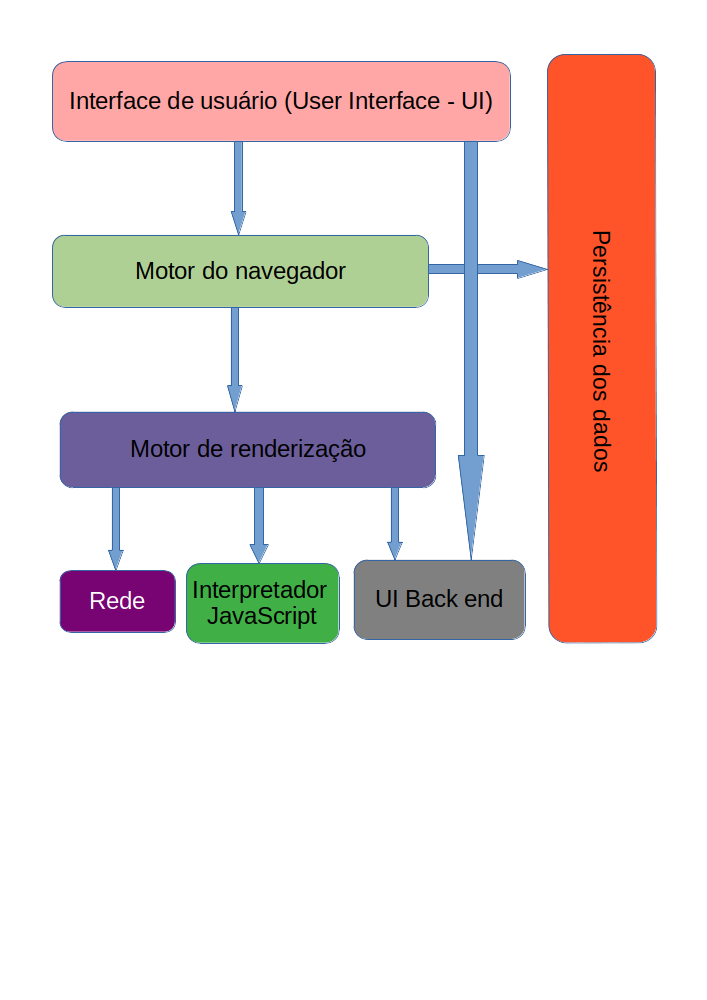 Interface de usuário (User Interface - UI)
Motor do navegador
Persistência dos dados
Motor de renderização
Rede
Interpretador
JavaScript
UI Back end